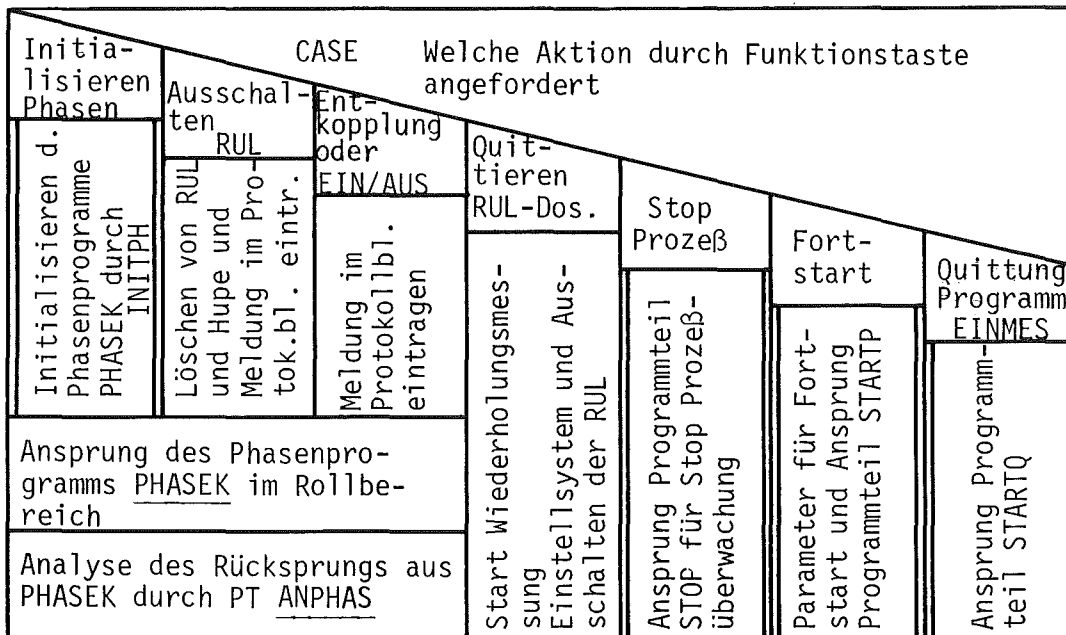 CASE Welche Aktion durch Funktionstaste
angefordert
Initia-
lisieren
Phasen
Ausschal-
ten
RUL
Ent-
kopplung
oder
EIN/AUS
Quit-
tieren
RUL-Dos.
Stop
Prozeß
Fort-
start
Quittung
Programm
EINMES
Initialisieren d.
Phasenprogramme
PHASEK durch
INITPH
Löschen von RUL
und Hupe und
Meldung im Pro-
tok.bl. eintr.
Meldung im
Protokollbl.
eintragen
Ansprung des Phasenpro-
gramms PHASEK im Rollbe-
reich
Analyse des Rücksprungs aus
PHASEK durch PT ANPHAS
Start Wiederholungsmes-
sung
Einstellsystem und Aus-
schalten der RUL
Ansprung Programmteil
STOP für Stop Prozeß-
überwachung
Parameter für Fort-
start und Ansprung
Programmteil STARTP
Ansprung Programm-
teil STARTQ